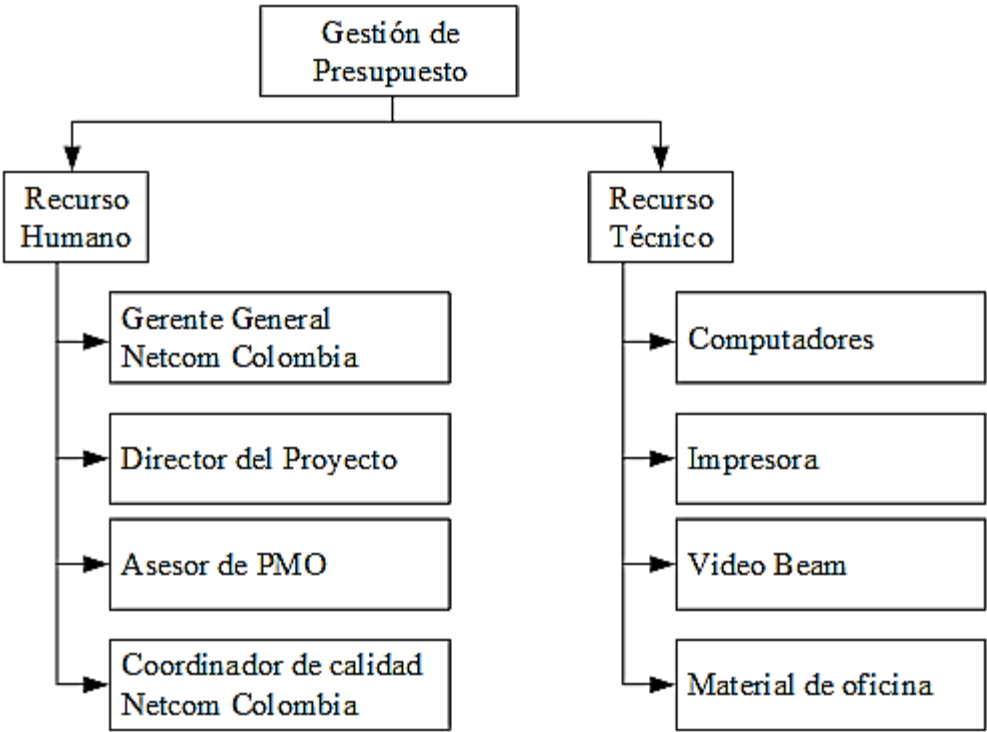 Gestión de
Presupuesto
Recurso
Humano
Gerente General
Netcom Colombia
Director del Proyecto
Asesor de PMO
Coordinador de calidad
Netcom Colombia
Recurso
Técnico
Computadores
Impresora
Video Beam
Material de oficina